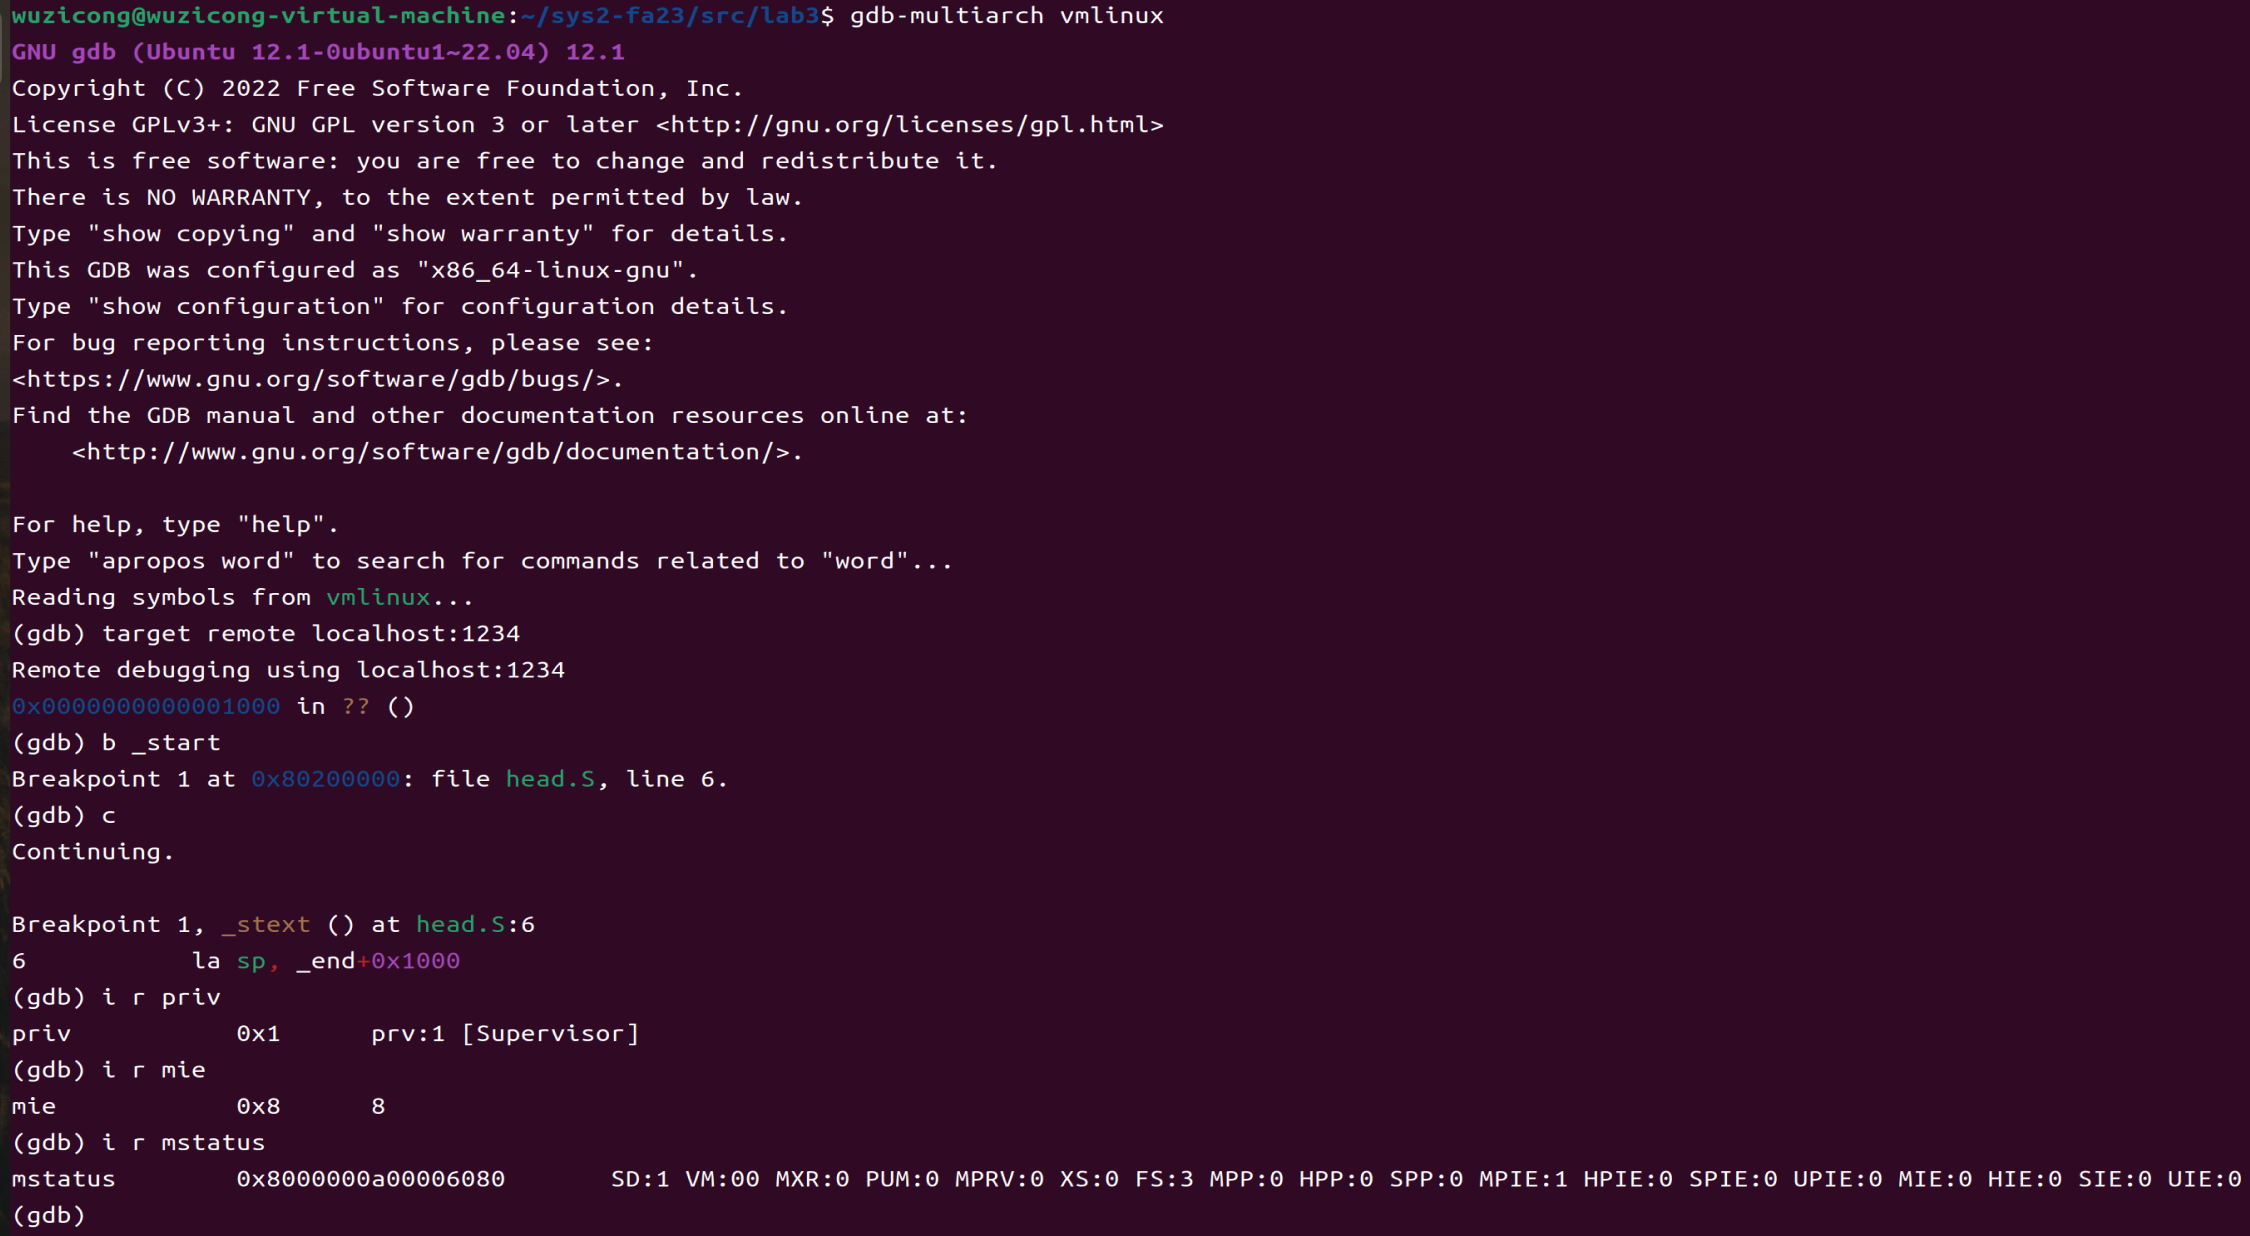 wuzicong@wuzicong-virtual-machine:~/sys2-fa23/src/lab3$ gdb-multiarch vmlinux
GNU gdb (Ubuntu 12.1-0ubuntu1~22.04) 12.1
Copyright (C) 2022 Free Software Foundation, Inc.
License GPLv3+: GNU GPL version 3 or later <http://gnu.org/licenses/gpl.html>
This is free software: you are free to change and redistribute it.
There is NO WARRANTY, to the extent permitted by law.
Type "show copying" and "show warranty" for details.
This GDB was configured as "x86_64-linux-gnu".
Type "show configuration" for configuration details.
For bug reporting instructions, please see:
<https://www.gnu.org/software/gdb/bugs/>.
Find the GDB manual and other documentation resources online at:
    <http://www.gnu.org/software/gdb/documentation/>.

For help, type "help".
Type "apropos word" to search for commands related to "word"...
Reading symbols from vmlinux...
(gdb) target remote localhost:1234
Remote debugging using localhost:1234
0x0000000000001000 in ?? ()
(gdb) b _start
Breakpoint 1 at 0x80200000: file head.S, line 6.
(gdb) c
Continuing.

Breakpoint 1, _stext () at head.S:6
6           la sp, _end+0x1000
(gdb) i r priv
priv           0x1      prv:1 [Supervisor]
(gdb) i r mie
mie            0x8      8
(gdb) i r mstatus
mstatus        0x8000000a00006080       SD:1 VM:00 MXR:0 PUM:0 MPRV:0 XS:0 FS:3 MPP:0 HPP:0 SPP:0 MPIE:1 HPIE:0 SPIE:0 UPIE:0 MIE:0 HIE:0 SIE:0 UIE:0
(gdb)